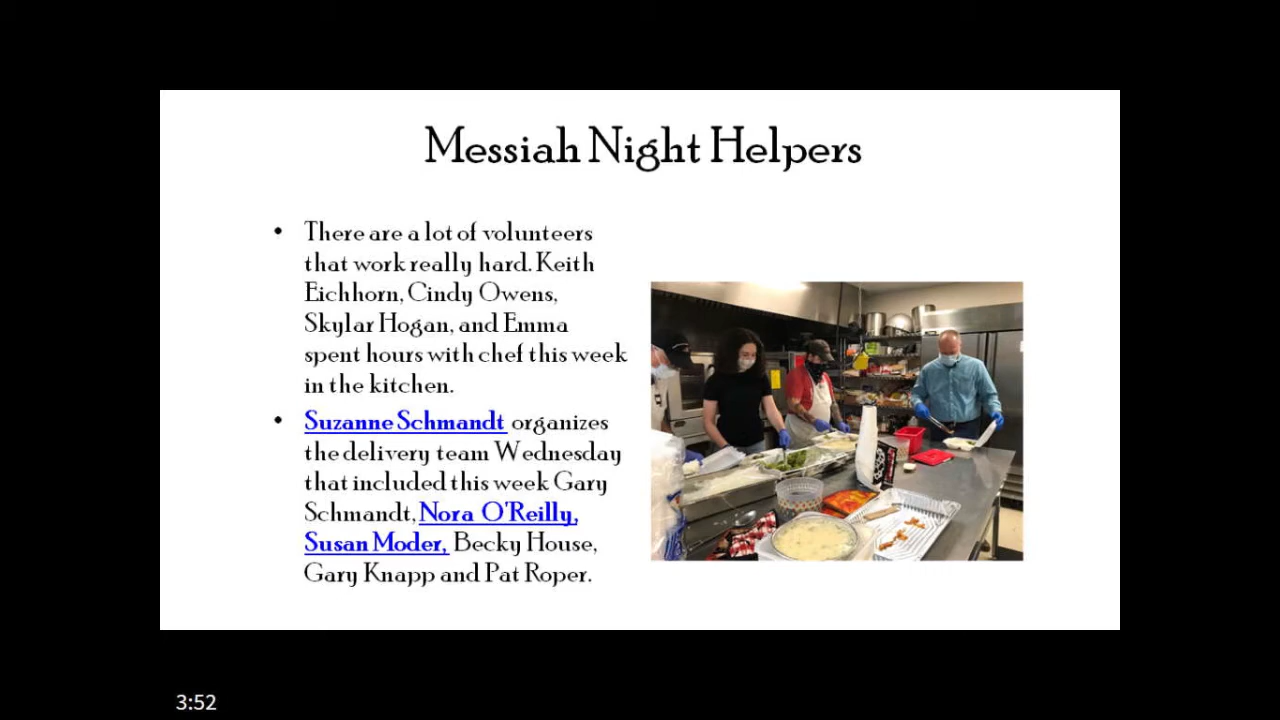 Messiah Night Helpers
• There are a lot of volunteers
that work really hard. Keith
Eichhorn, Cindy Owens,
Skylar Hogan, and Emma
spent hours with chef this week
in the kitchen.
• Suzanne Schmandt organizes
the delivery team Wednesday
that included this week Gary
Schmandt, Nora O'Reilly,
Susan Moder, Becky House,
Gary Knapp and Pat Roper.
3:52